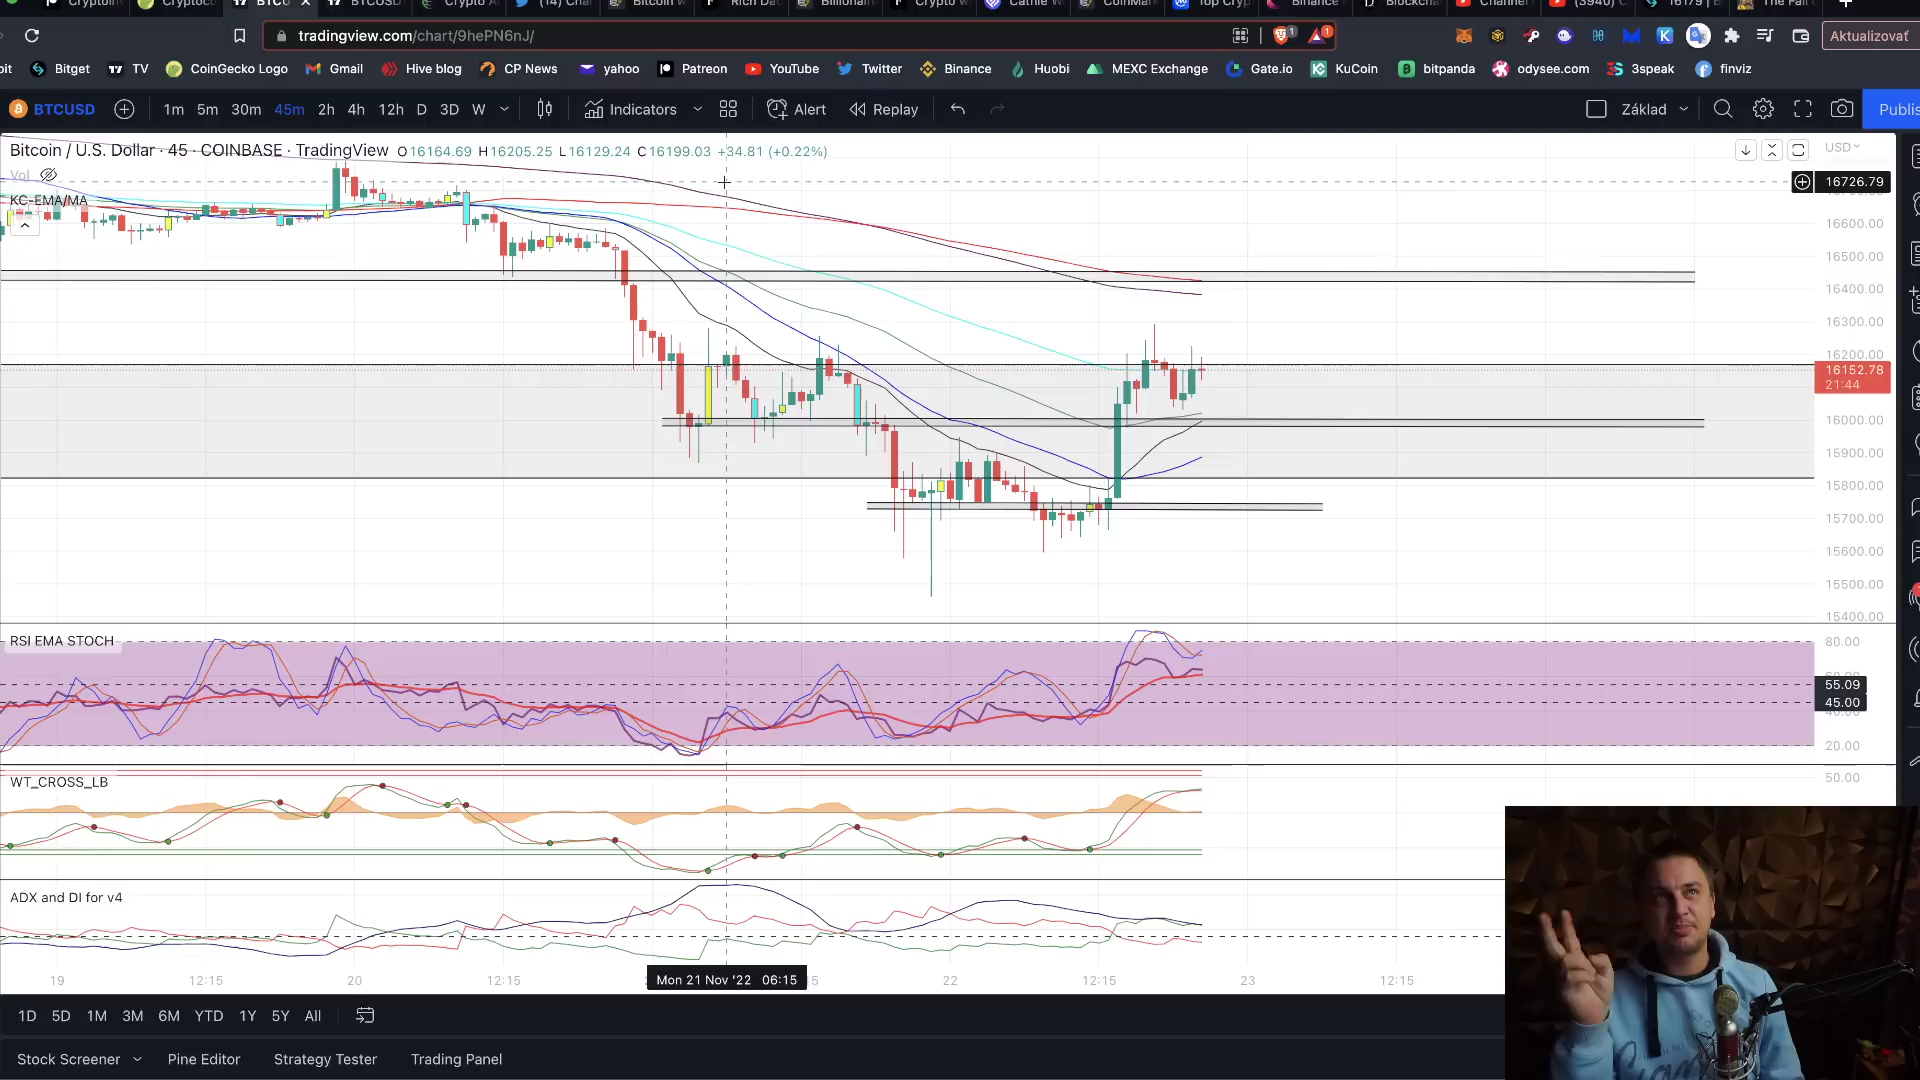 BTCUSD
tradingview.com/chart/9hePN6nJ/
Aktualizovať
Bitget TV CoinGecko Logo Gmail Hive blog CP News yahoo Patreon YouTube Twitter Binance Huobi MEXC Exchange Gate.io KuCoin bitpanda odysee.com 3speak finviz
BTCUSD 1m 5m 30m 45m 2h 4h 12h D 3D W Indicators Alert Replay Základ Publis
Bitcoin / U.S. Dollar · 45 · COINBASE · TradingView O16164.69 H16205.25 L16129.24 C16199.03 +34.81 (+0.22%)
USD
Vol
16726.79
KC-EMA/MA
16600.00
16500.00
16400.00
16300.00
16200.00
16152.78
21:44
16000.00
15900.00
15800.00
15700.00
15600.00
15500.00
15400.00
RSI EMA STOCH
80.00
55.09
45.00
20.00
WT_CROSS_LB
50.00
ADX and DI for v4
19 12:15 20 12:15 Mon 21 Nov '22 06:15 22 12:15 23 12:15
1D 5D 1M 3M 6M YTD 1Y 5Y All
Stock Screener Pine Editor Strategy Tester Trading Panel